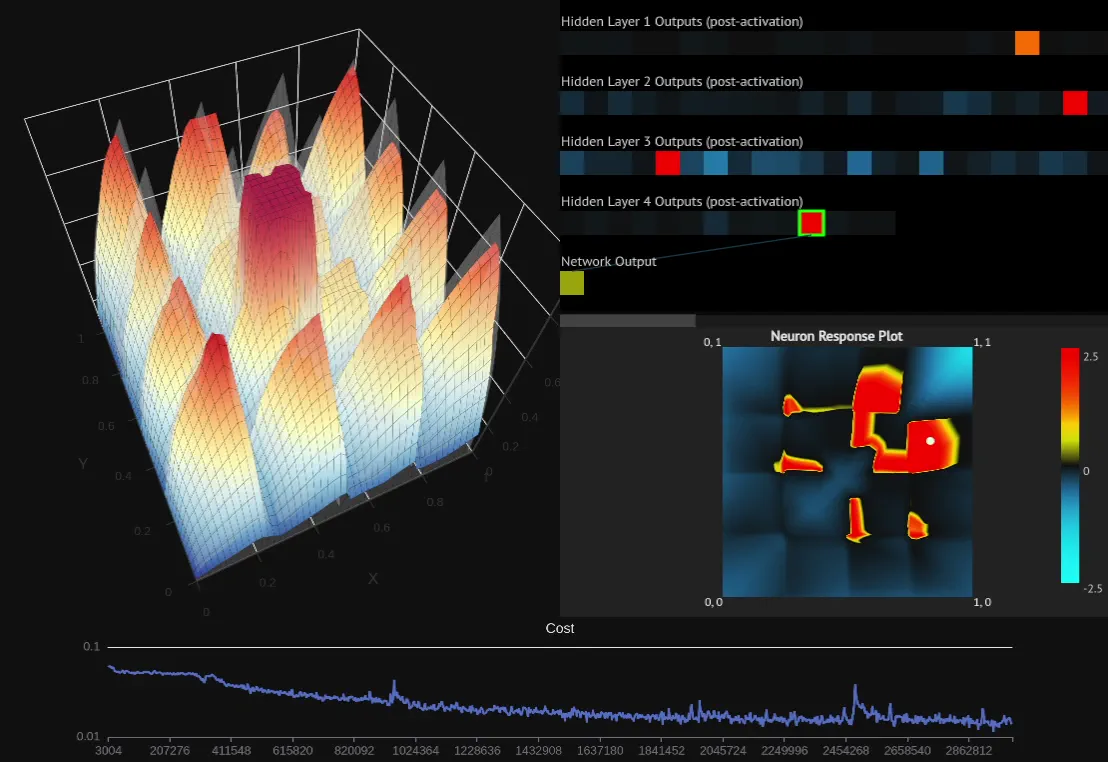 Hidden Layer 1 Outputs (post-activation)
Hidden Layer 2 Outputs (post-activation)
Hidden Layer 3 Outputs (post-activation)
Hidden Layer 4 Outputs (post-activation)
Network Output
Neuron Response Plot
0, 1
1, 1
2.5
0
-2.5
0, 0
1, 0
1
0.8
0.6
Y
0.4
0.2
0
0
0.2
0.4
X
0.6
0.8
0
0.2
0.4
0.6
Cost
0.1
0.01
3004 207276 411548 615820 820092 1024364 1228636 1432908 1637180 1841452 2045724 2249996 2454268 2658540 2862812